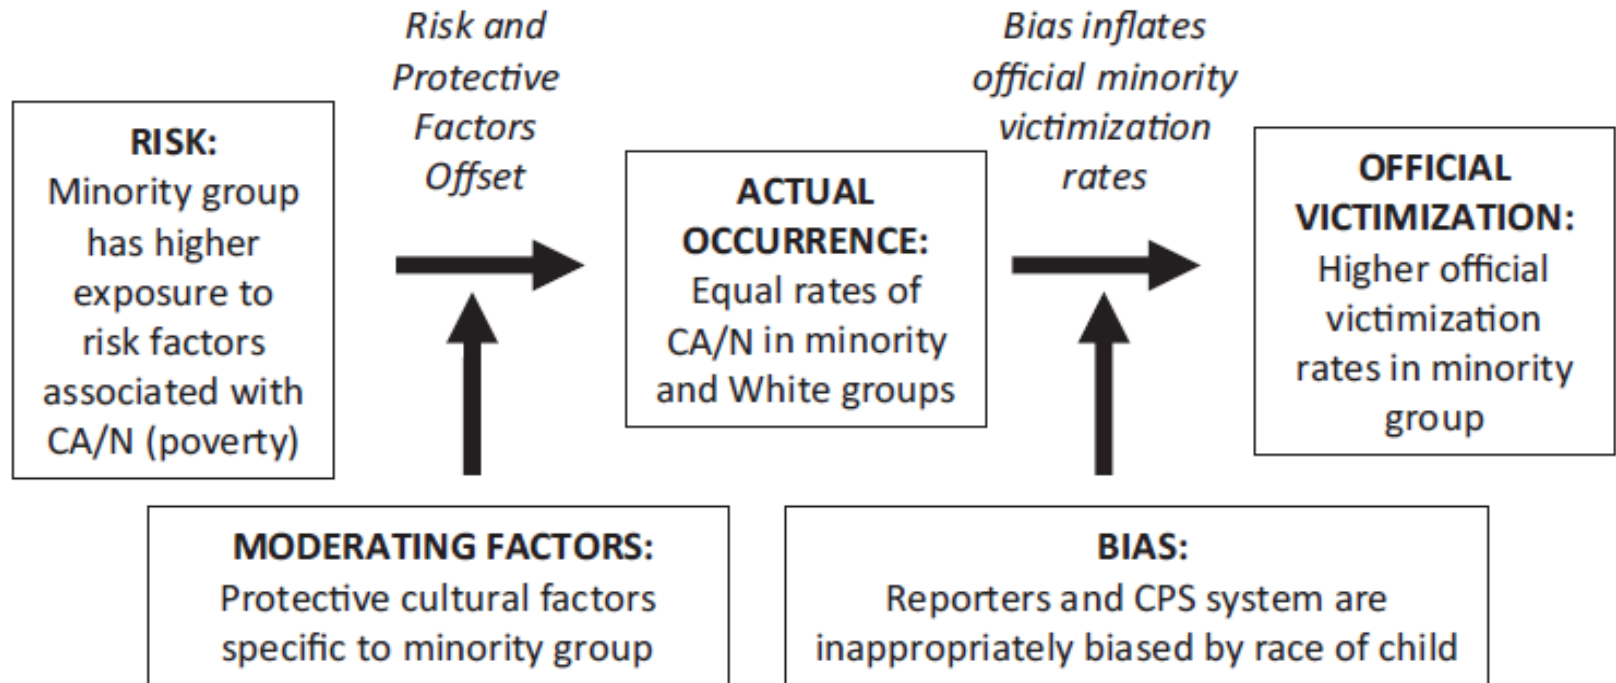 Risk and
Protective
Factors
Offset
Bias inflates
official minority
victimization
rates
RISK:
Minority group
has higher
exposure to
risk factors
associated with
CA/N (poverty)
ACTUAL
OCCURRENCE:
Equal rates of
CA/N in minority
and White groups
OFFICIAL
VICTIMIZATION:
Higher official
victimization
rates in minority
group
MODERATING FACTORS:
Protective cultural factors
specific to minority group
BIAS:
Reporters and CPS system are
inappropriately biased by race of child